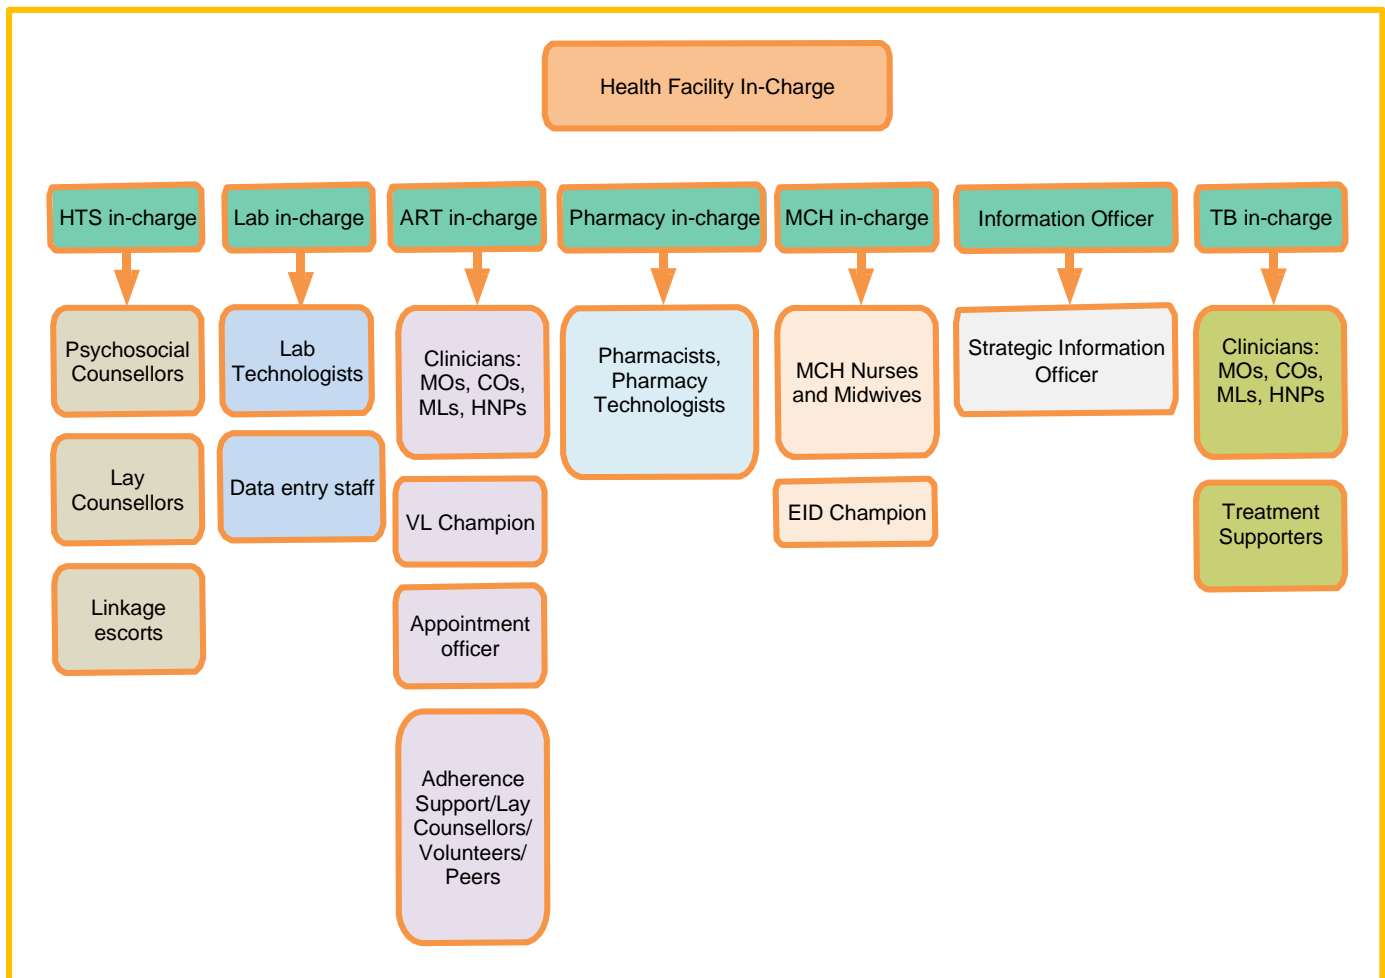 Health Facility In-Charge
HTS in-charge
Lab in-charge
ART in-charge
Pharmacy in-charge
MCH in-charge
Information Officer
TB in-charge
Psychosocial
Counsellors
Lay
Counsellors
Linkage
escorts
Lab
Technologists
Data entry staff
Clinicians:
MOs, COs,
MLs, HNPs
VL Champion
Appointment
officer
Adherence
Support/Lay
Counsellors/
Volunteers/
Peers
Pharmacists,
Pharmacy
Technologists
MCH Nurses
and Midwives
EID Champion
Strategic Information
Officer
Clinicians:
MOs, COs,
MLs, HNPs
Treatment
Supporters